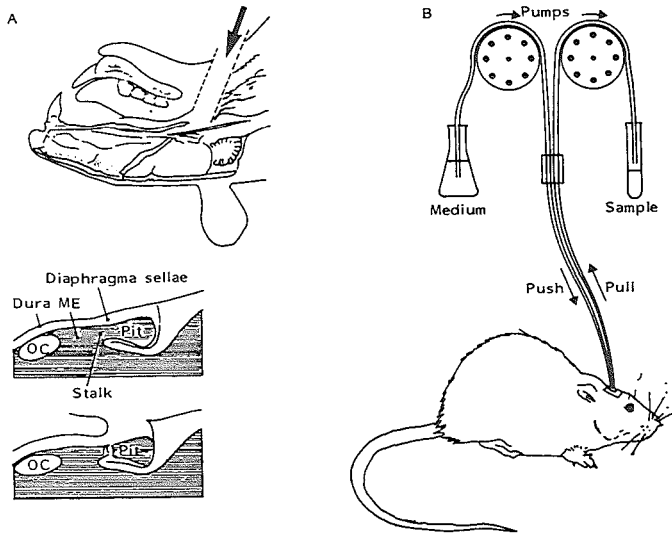 A
Diaphragma sellae
Dura ME
Pit
OC
Stalk
Pit
OC
B
Pumps
Medium
Sample
Push
Pull